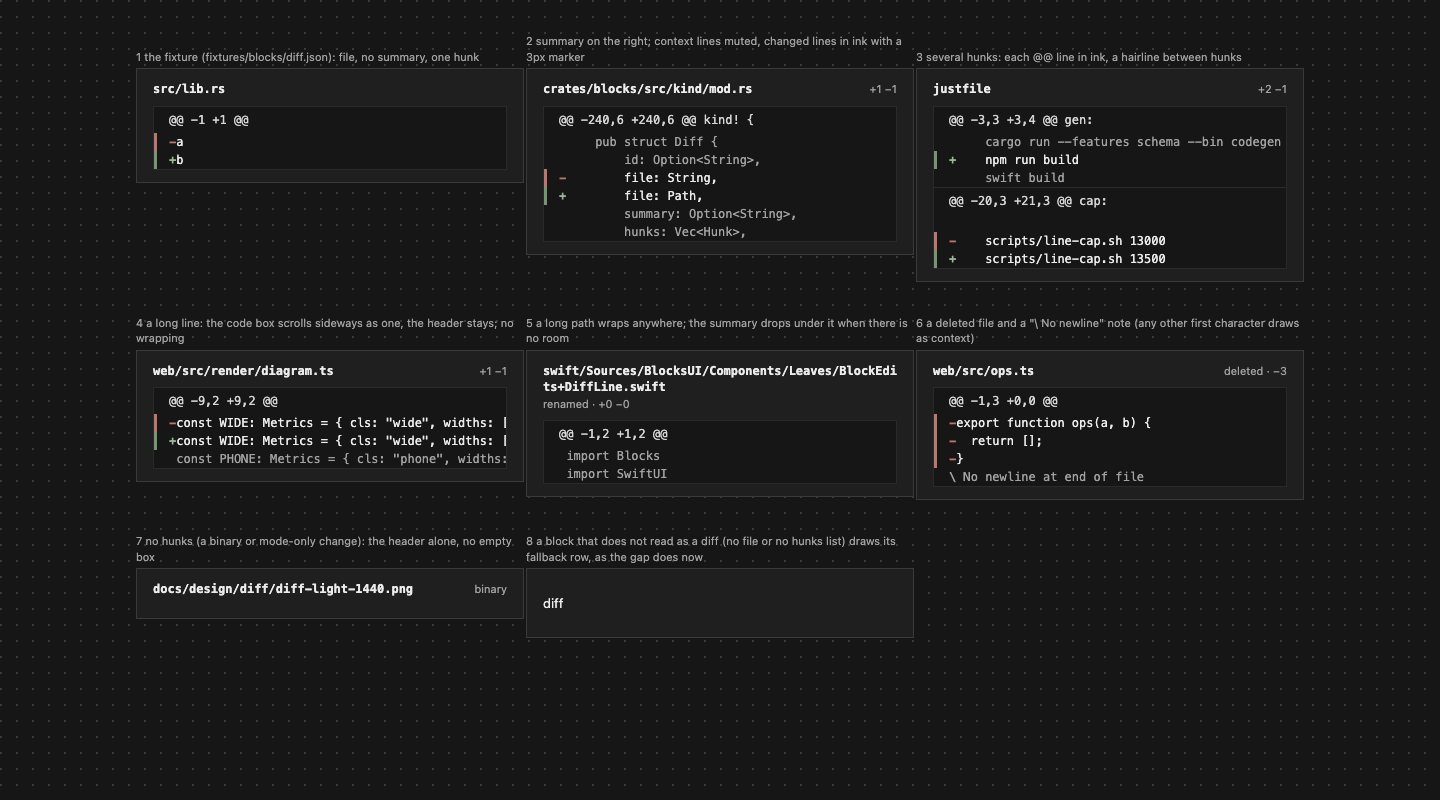 1 the fixture (fixtures/blocks/diff.json): file, no summary, one hunk
src/lib.rs
@@ −1 +1 @@
−a
+b
2 summary on the right; context lines muted, changed lines in ink with a
3px marker
crates/blocks/src/kind/mod.rs +1 −1
@@ −240,6 +240,6 @@ kind! {
pub struct Diff {
id: Option<String>,
− file: String,
+ file: Path,
summary: Option<String>,
hunks: Vec<Hunk>,
3 several hunks: each @@ line in ink, a hairline between hunks
justfile +2 −1
@@ −3,3 +3,4 @@ gen:
cargo run −−features schema −−bin codegen
+ npm run build
swift build
@@ −20,3 +21,3 @@ cap:
− scripts/line−cap.sh 13000
+ scripts/line−cap.sh 13500
4 a long line: the code box scrolls sideways as one, the header stays; no
wrapping
web/src/render/diagram.ts +1 −1
@@ −9,2 +9,2 @@
−const WIDE: Metrics = { cls: "wide", widths: [
+const WIDE: Metrics = { cls: "wide", widths: [
const PHONE: Metrics = { cls: "phone", widths:
5 a long path wraps anywhere; the summary drops under it when there is
no room
swift/Sources/BlocksUI/Components/Leaves/BlockEdi
ts+DiffLine.swift
renamed · +0 −0
@@ −1,2 +1,2 @@
import Blocks
import SwiftUI
6 a deleted file and a "\ No newline" note (any other first character draws
as context)
web/src/ops.ts deleted · −3
@@ −1,3 +0,0 @@
−export function ops(a, b) {
− return [];
−}
\ No newline at end of file
7 no hunks (a binary or mode-only change): the header alone, no empty
box
docs/design/diff/diff−light−1440.png binary
8 a block that does not read as a diff (no file or no hunks list) draws its
fallback row, as the gap does now
diff